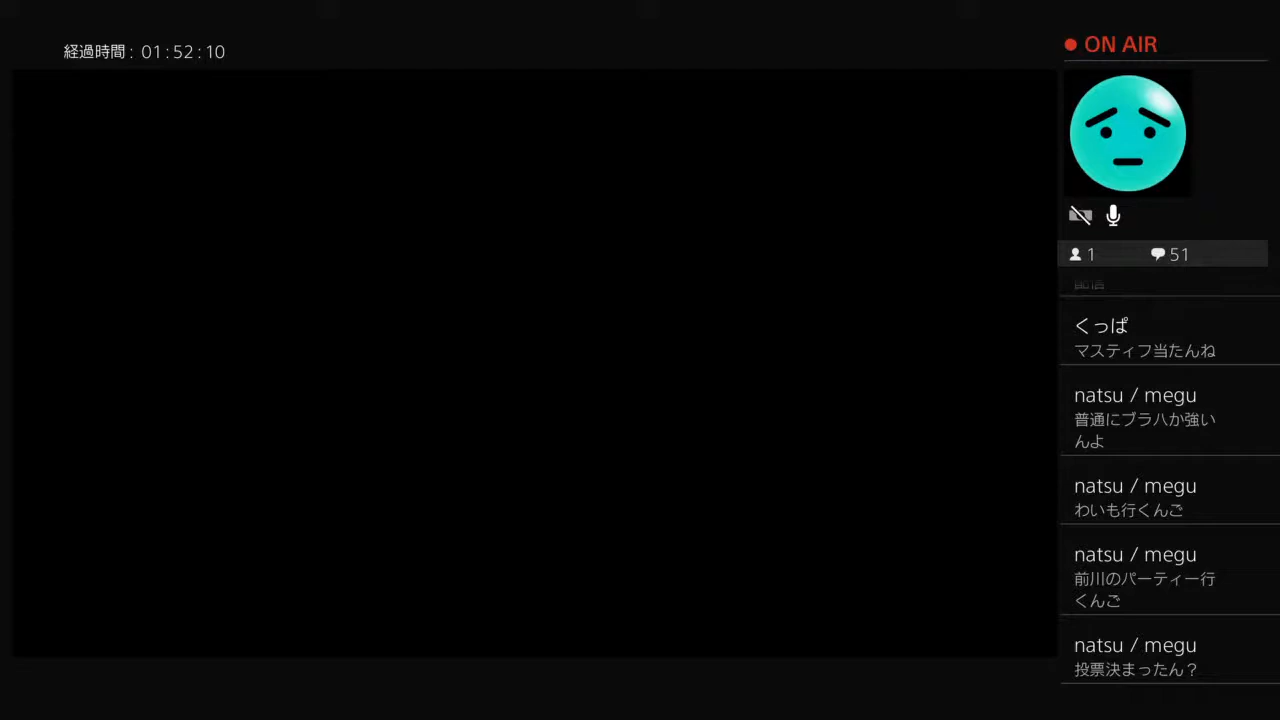 経過時間: 01:52:10
ON AIR
1
51
配信
くっぱ
マスティフ当たんね
natsu / megu
普通にブラハか強い
んよ
natsu / megu
わいも行くんご
natsu / megu
前川のパーティー行
くんご
natsu / megu
投票決まったん？